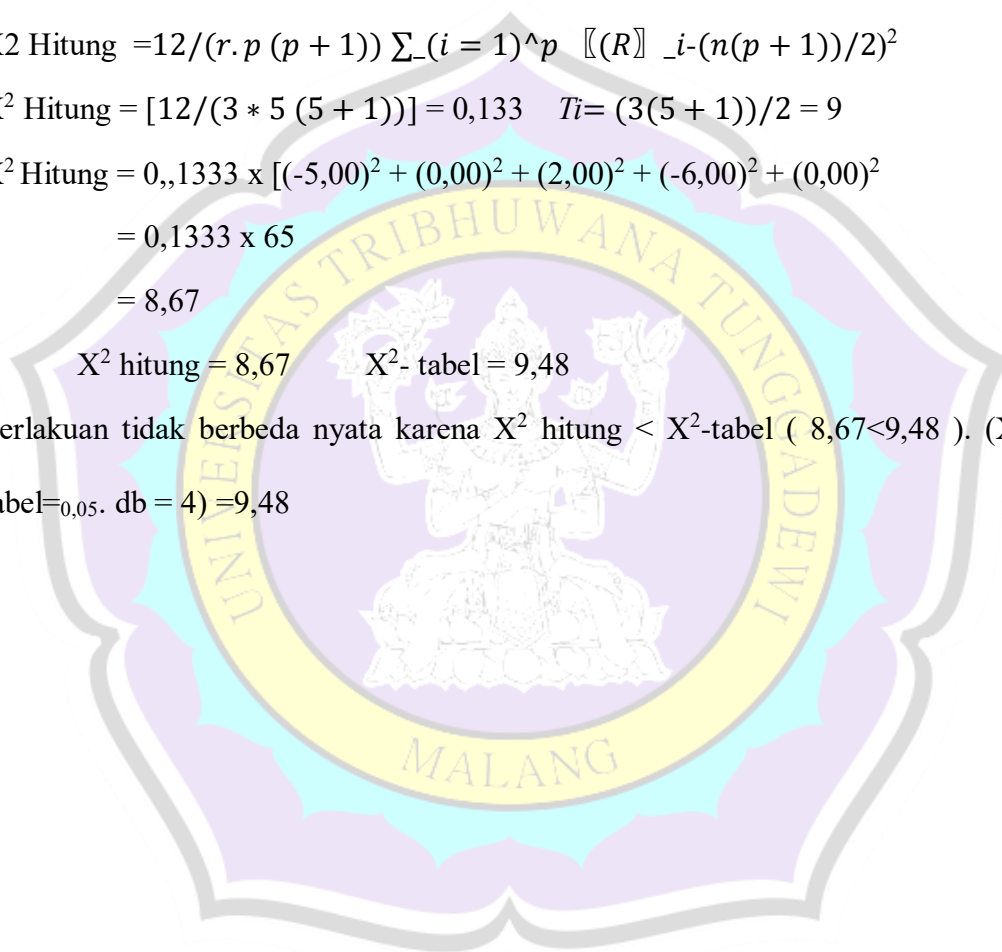 X2 Hitung =12/(r. p (p + 1)) ∑_(i = 1)^p 〖(R〗 _i-(n(p + 1))/2)²
X² Hitung = [12/(3 * 5 (5 + 1))] = 0,133 Ti= (3(5 + 1))/2 = 9
X² Hitung = 0,,1333 x [(-5,00)² + (0,00)² + (2,00)² + (-6,00)² + (0,00)²
= 0,1333 x 65
= 8,67
X² hitung = 8,67 X²- tabel = 9,48
erlakuan tidak berbeda nyata karena X² hitung < X²-tabel ( 8,67<9,48 ). (X
abel=0,05. db = 4) =9,48
UNIVERSITAS TRIBHUWANA TUNGGADEWI
MALANG